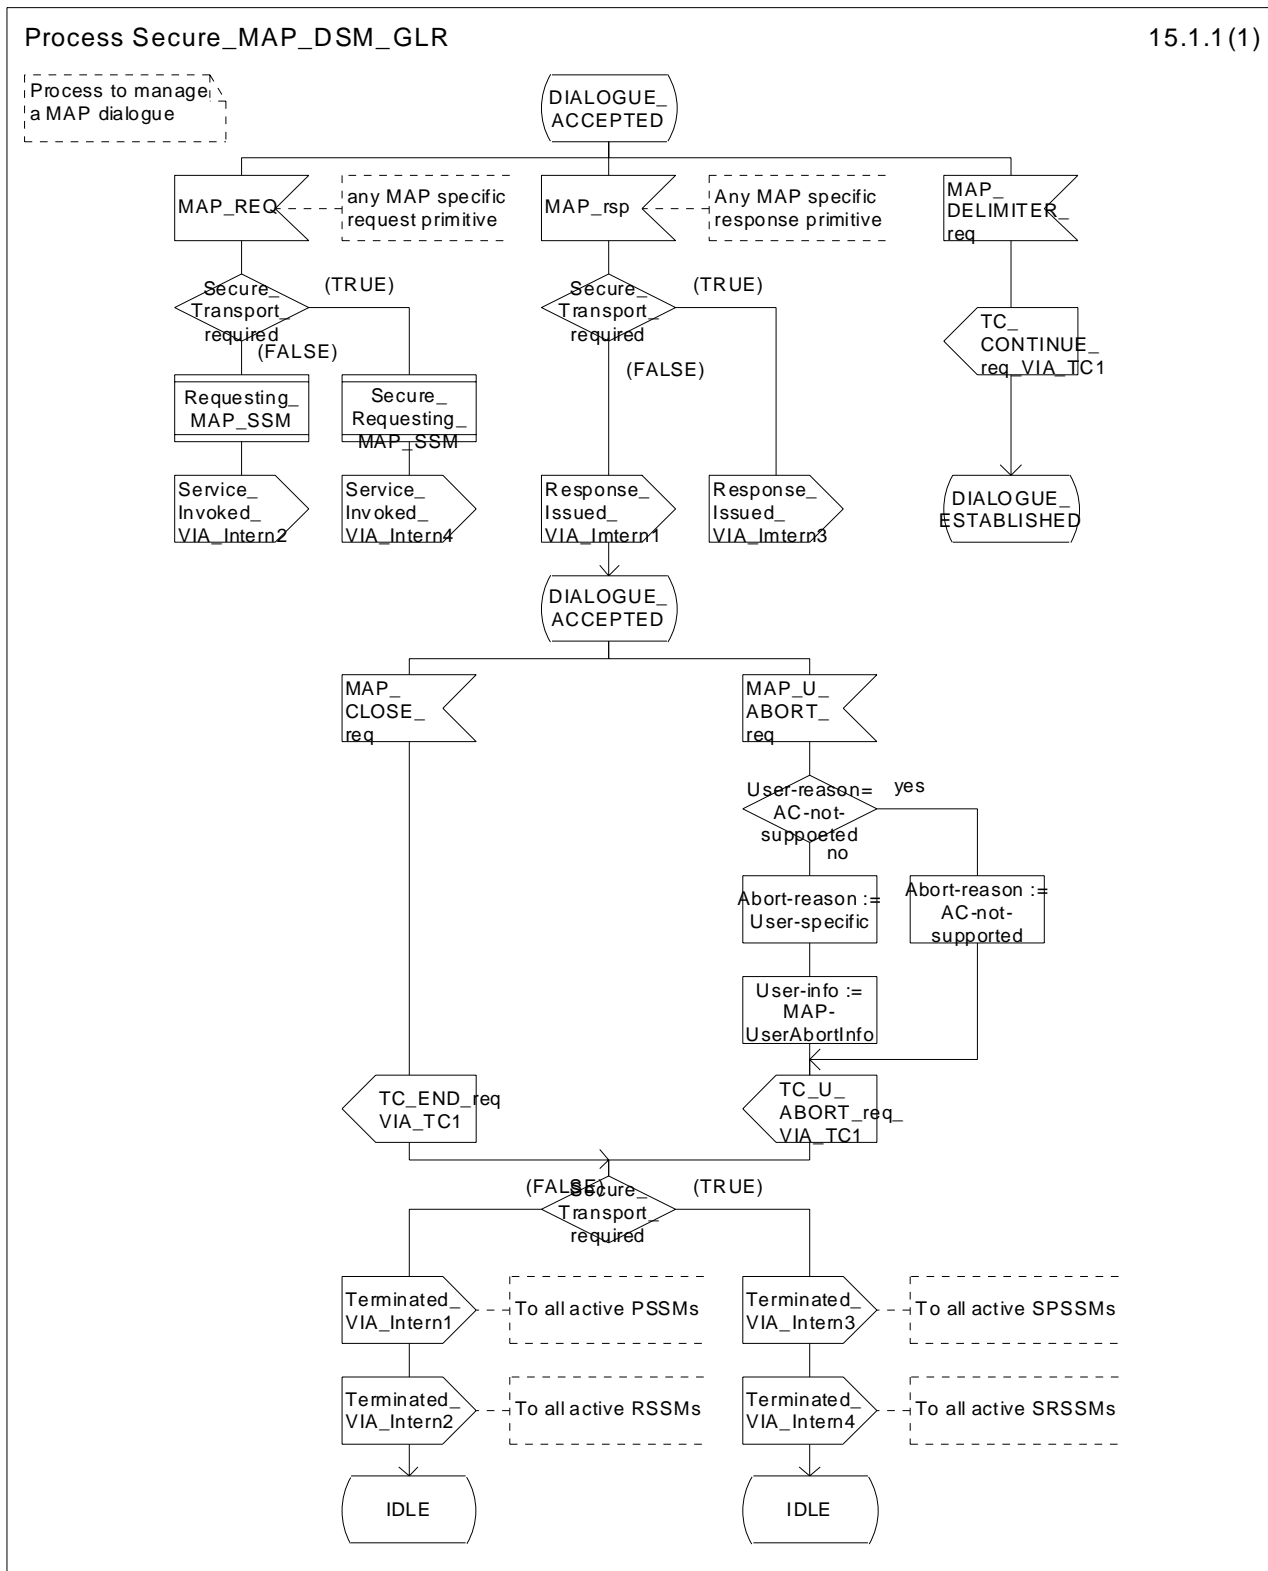 Process Secure_MAP_DSM_GLR
15.1.1(1)
Process to manage
a MAP dialogue
DIALOGUE_
ACCEPTED
MAP_REQ
any MAP specific
request primitive
MAP_rsp
Any MAP specific
response primitive
MAP_
DELIMITER_
req
Secure_
Transport_
required
(TRUE)
(FALSE)
Secure_
Transport_
required
(TRUE)
(FALSE)
TC_
CONTINUE_
req_VIA_TC1
Requesting_
MAP_SSM
Secure_
Requesting_
MAP_SSM
Service_
Invoked_
VIA_Intern2
Service_
Invoked_
VIA_Intern4
Response_
Issued_
VIA_Imtern1
Response_
Issued_
VIA_Imtern3
DIALOGUE_
ESTABLISHED
DIALOGUE_
ACCEPTED
MAP_
CLOSE_
req
MAP_U_
ABORT_
req
User-reason=
AC-not-
suppoeted
yes
no
Abort-reason :=
User-specific
Abort-reason :=
AC-not-
supported
User-info :=
MAP-
UserAbortInfo
TC_END_req
VIA_TC1
TC_U_
ABORT_req_
VIA_TC1
(FALSE)
Secure_
Transport_
required
(TRUE)
Terminated_
VIA_Intern1
To all active PSSMs
Terminated_
VIA_Intern3
To all active SPSSMs
Terminated_
VIA_Intern2
To all active RSSMs
Terminated_
VIA_Intern4
To all active SRSSMs
IDLE
IDLE